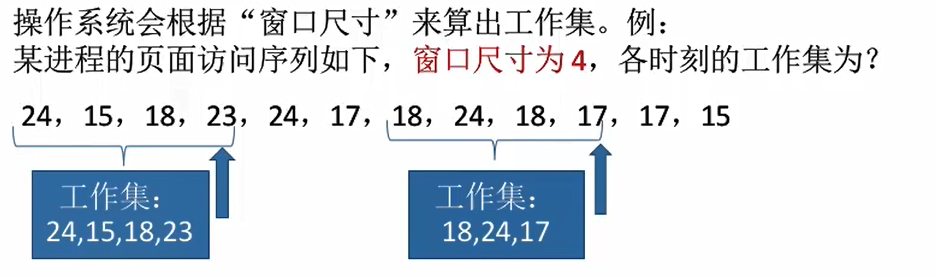 操作系统会根据“窗口尺寸”来算出工作集。例：
某进程的页面访问序列如下，窗口尺寸为 4，各时刻的工作集为？
24，15，18，23，24，17，18，24，18，17，17，15
工作集：
24,15,18,23
工作集：
18,24,17